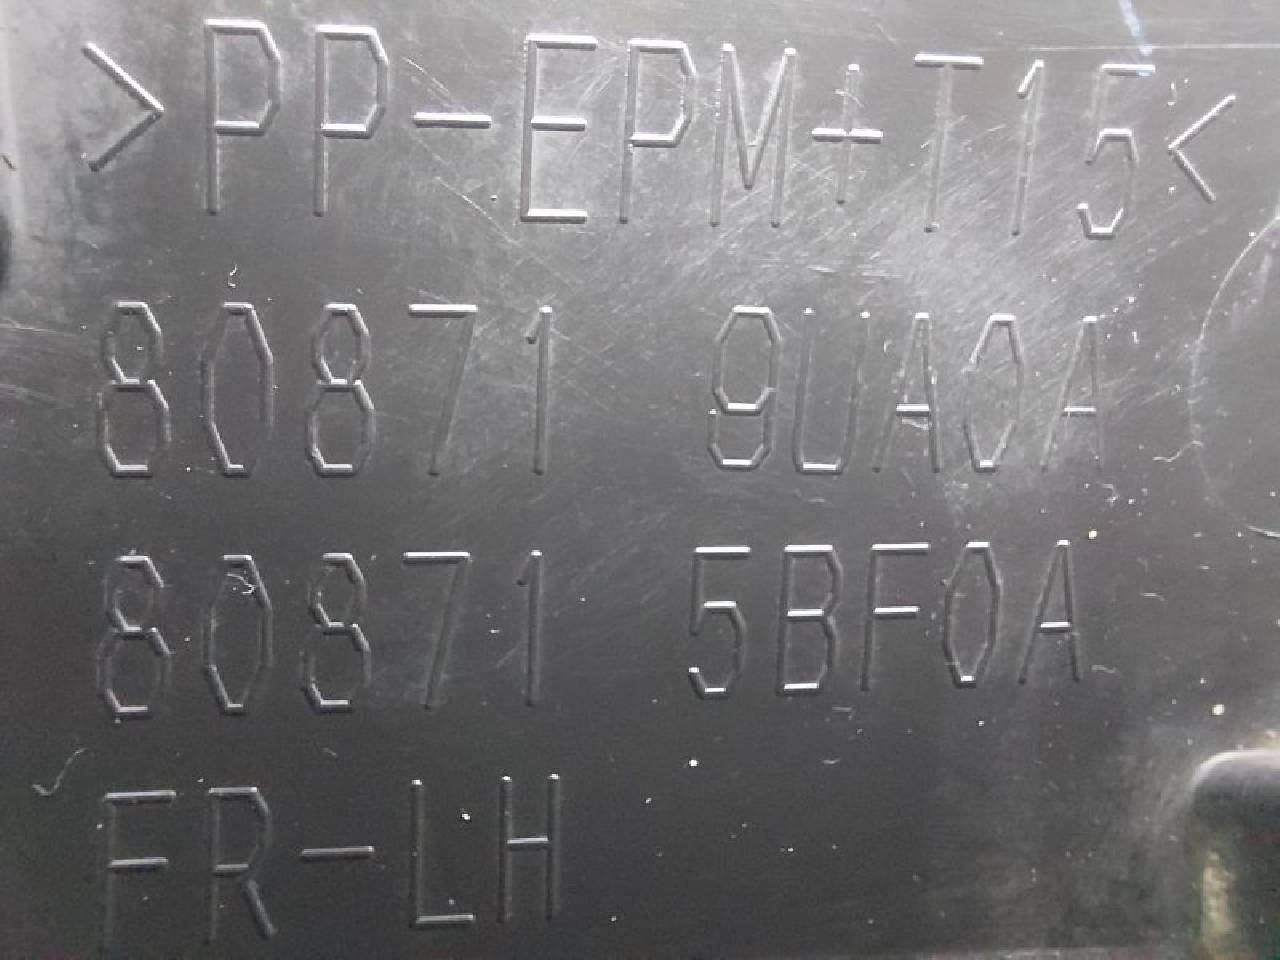 >PP-EPM+T15<
80871 9UA0A
80871 5BF0A
FR-LH